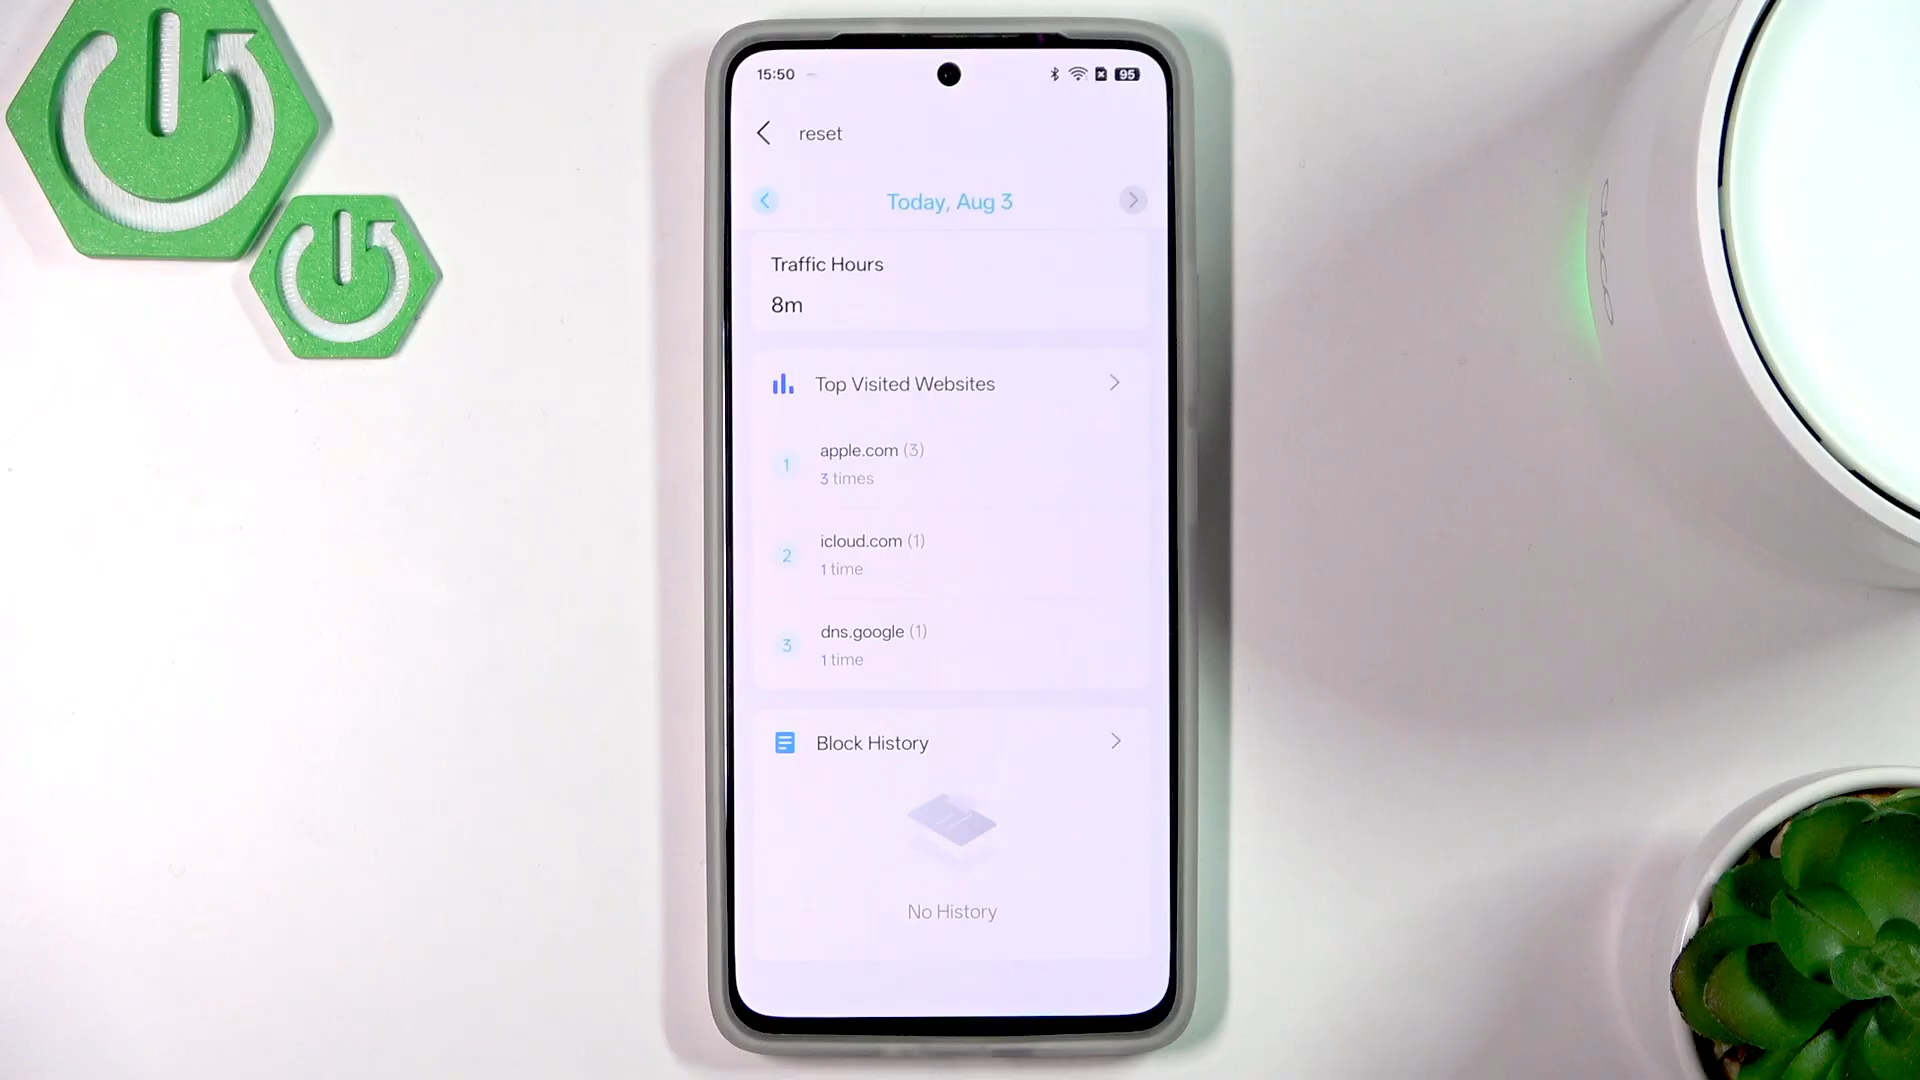 15:50
95
reset
Today, Aug 3
Traffic Hours
8m
Top Visited Websites
1
apple.com (3)
3 times
2
icloud.com (1)
1 time
3
dns.google (1)
1 time
Block History
No History
deco